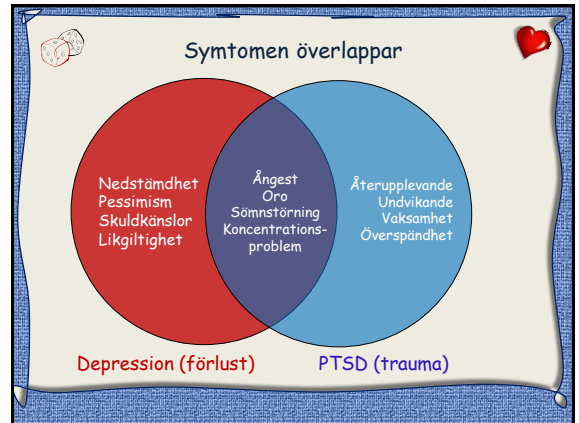 Symtomen överlappar
Nedstämdhet
Pessimism
Skuldkänslor
Likgiltighet
Ångest
Oro
Sömnstörning
Koncentrations-
problem
Återupplevande
Undvikande
Vaksamhet
Överspändhet
Depression (förlust)
PTSD (trauma)